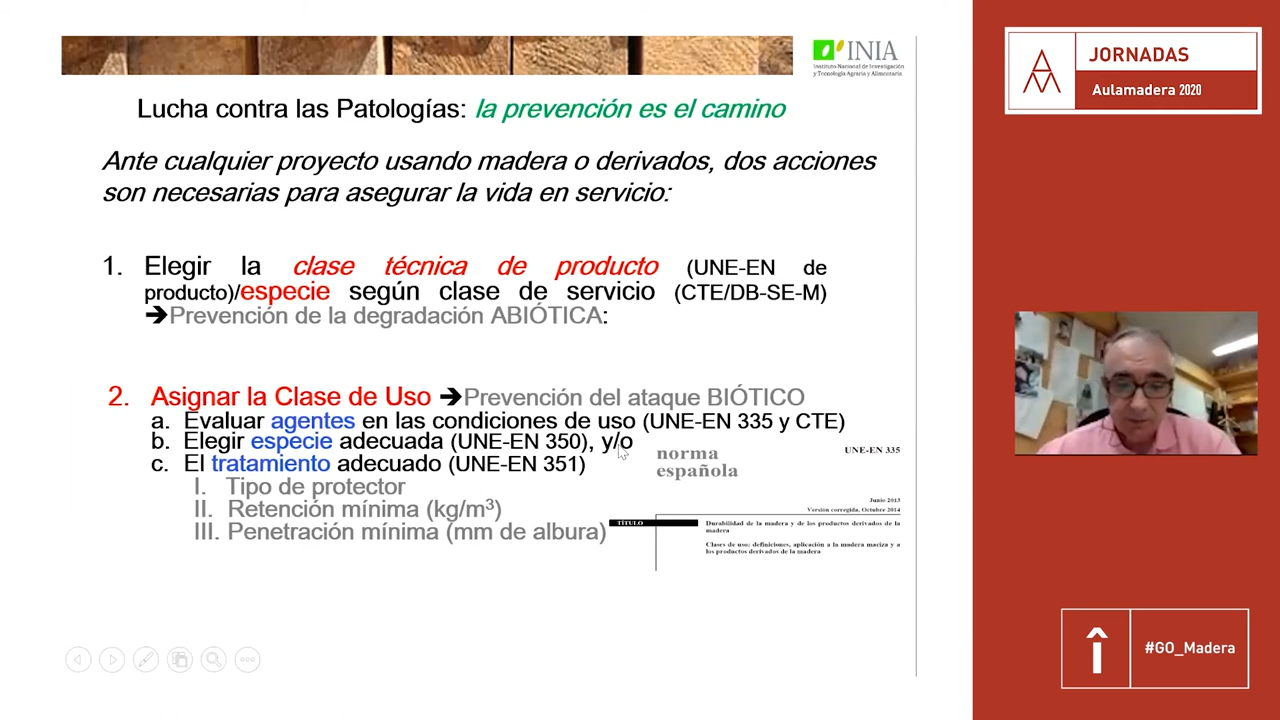 INIA
Instituto Nacional de Investigación
y Tecnología Agraria y Alimentaria
Lucha contra las Patologías: la prevención es el camino
Ante cualquier proyecto usando madera o derivados, dos acciones
son necesarias para asegurar la vida en servicio:
1. Elegir la clase técnica de producto (UNE-EN de
producto)/especie según clase de servicio (CTE/DB-SE-M)
➔Prevención de la degradación ABIÓTICA:
2. Asignar la Clase de Uso ➔Prevención del ataque BIÓTICO
a. Evaluar agentes en las condiciones de uso (UNE-EN 335 y CTE)
b. Elegir especie adecuada (UNE-EN 350), y/o
c. El tratamiento adecuado (UNE-EN 351)
I. Tipo de protector
II. Retención mínima (kg/m³)
III. Penetración mínima (mm de albura)
norma
española
UNE-EN 335
Junio 2013
Versión corregida, Octubre 2014
TÍTULO
Durabilidad de la madera y de los productos derivados de la
madera
Clases de uso: definiciones, aplicación a la madera maciza y a
los productos derivados de la madera
JORNADAS
Aulamadera 2020
#GO_Madera